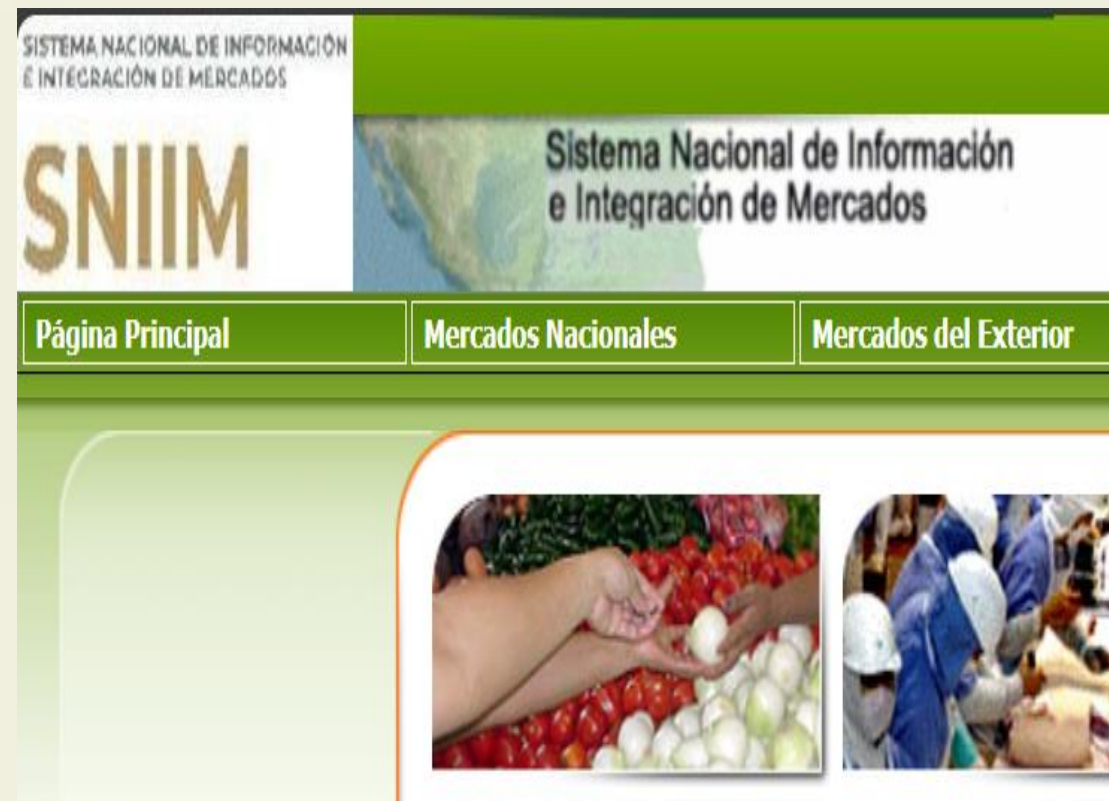 SISTEMA NACIONAL DE INFORMACIÓN
E INTEGRACIÓN DE MERCADOS
SNIIM
Sistema Nacional de Información
e Integración de Mercados
Página Principal
Mercados Nacionales
Mercados del Exterior